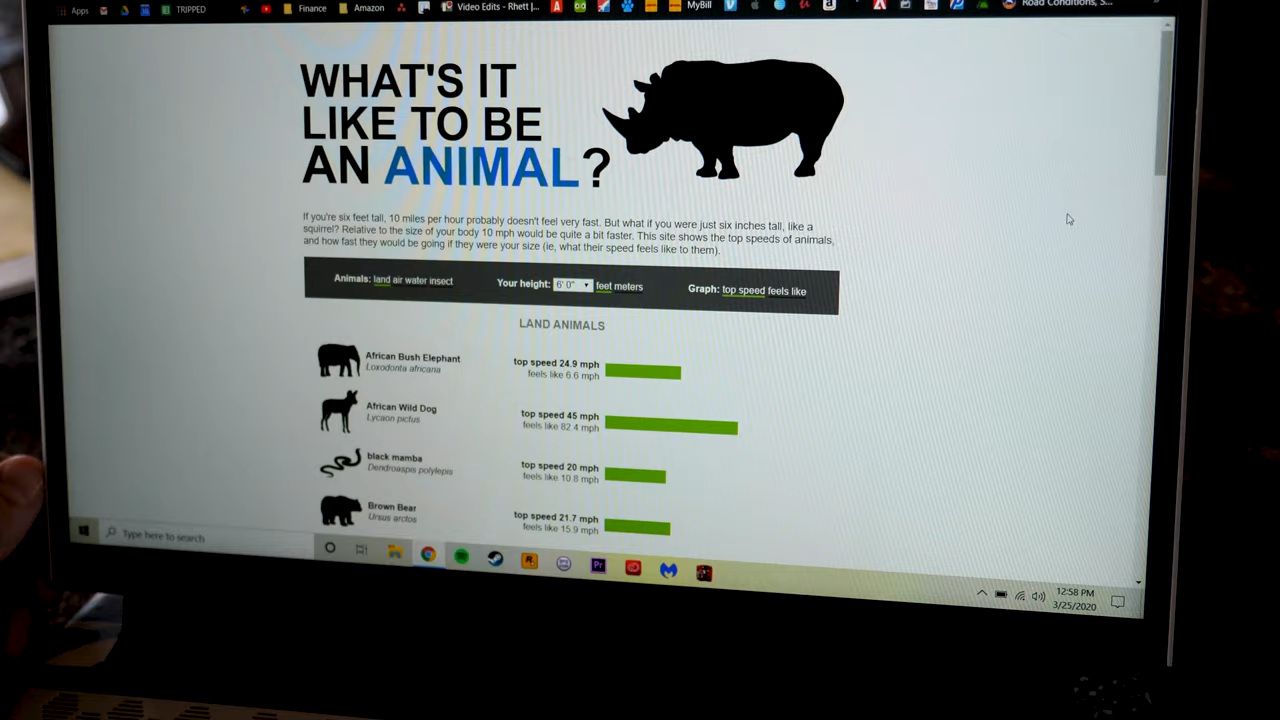 Apps
TRIPPED
Finance
Amazon
Video Edits - Rhett |...
MyBill
Road Conditions, S...
WHAT'S IT
LIKE TO BE
AN ANIMAL?
If you're six feet tall, 10 miles per hour probably doesn't feel very fast. But what if you were just six inches tall, like a
squirrel? Relative to the size of your body 10 mph would be quite a bit faster. This site shows the top speeds of animals,
and how fast they would be going if they were your size (ie, what their speed feels like to them).
Animals: land air water insect
Your height: 6' 0" feet meters
Graph: top speed feels like
LAND ANIMALS
African Bush Elephant
Loxodonta africana
top speed 24.9 mph
feels like 6.6 mph
African Wild Dog
Lycaon pictus
top speed 45 mph
feels like 82.4 mph
black mamba
Dendroaspis polylepis
top speed 20 mph
feels like 10.8 mph
Brown Bear
Ursus arctos
top speed 21.7 mph
feels like 15.9 mph
Type here to search
Pr
12:58 PM
3/25/2020